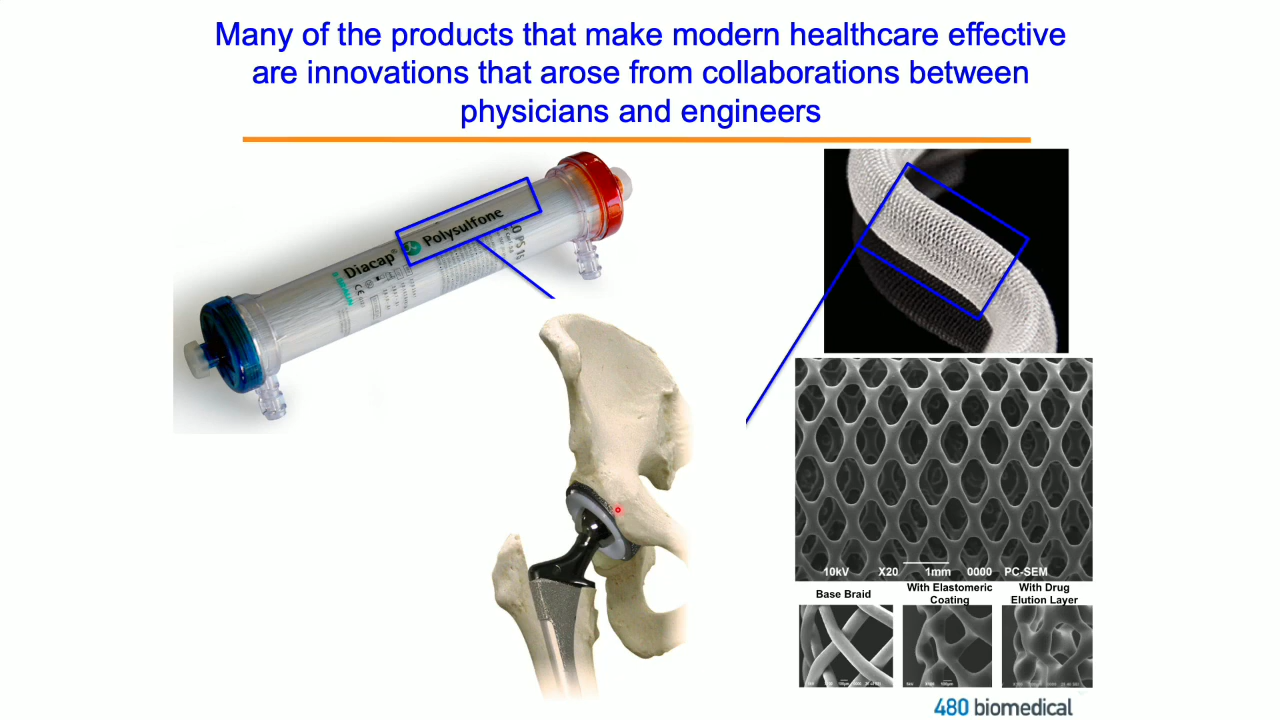 Many of the products that make modern healthcare effective
are innovations that arose from collaborations between
physicians and engineers
Diacap® Polysulfone
B|BRAUN
CE
10kV X20 1mm 0000 PC-SEM
Base Braid
With Elastomeric
Coating
With Drug
Elution Layer
480 biomedical